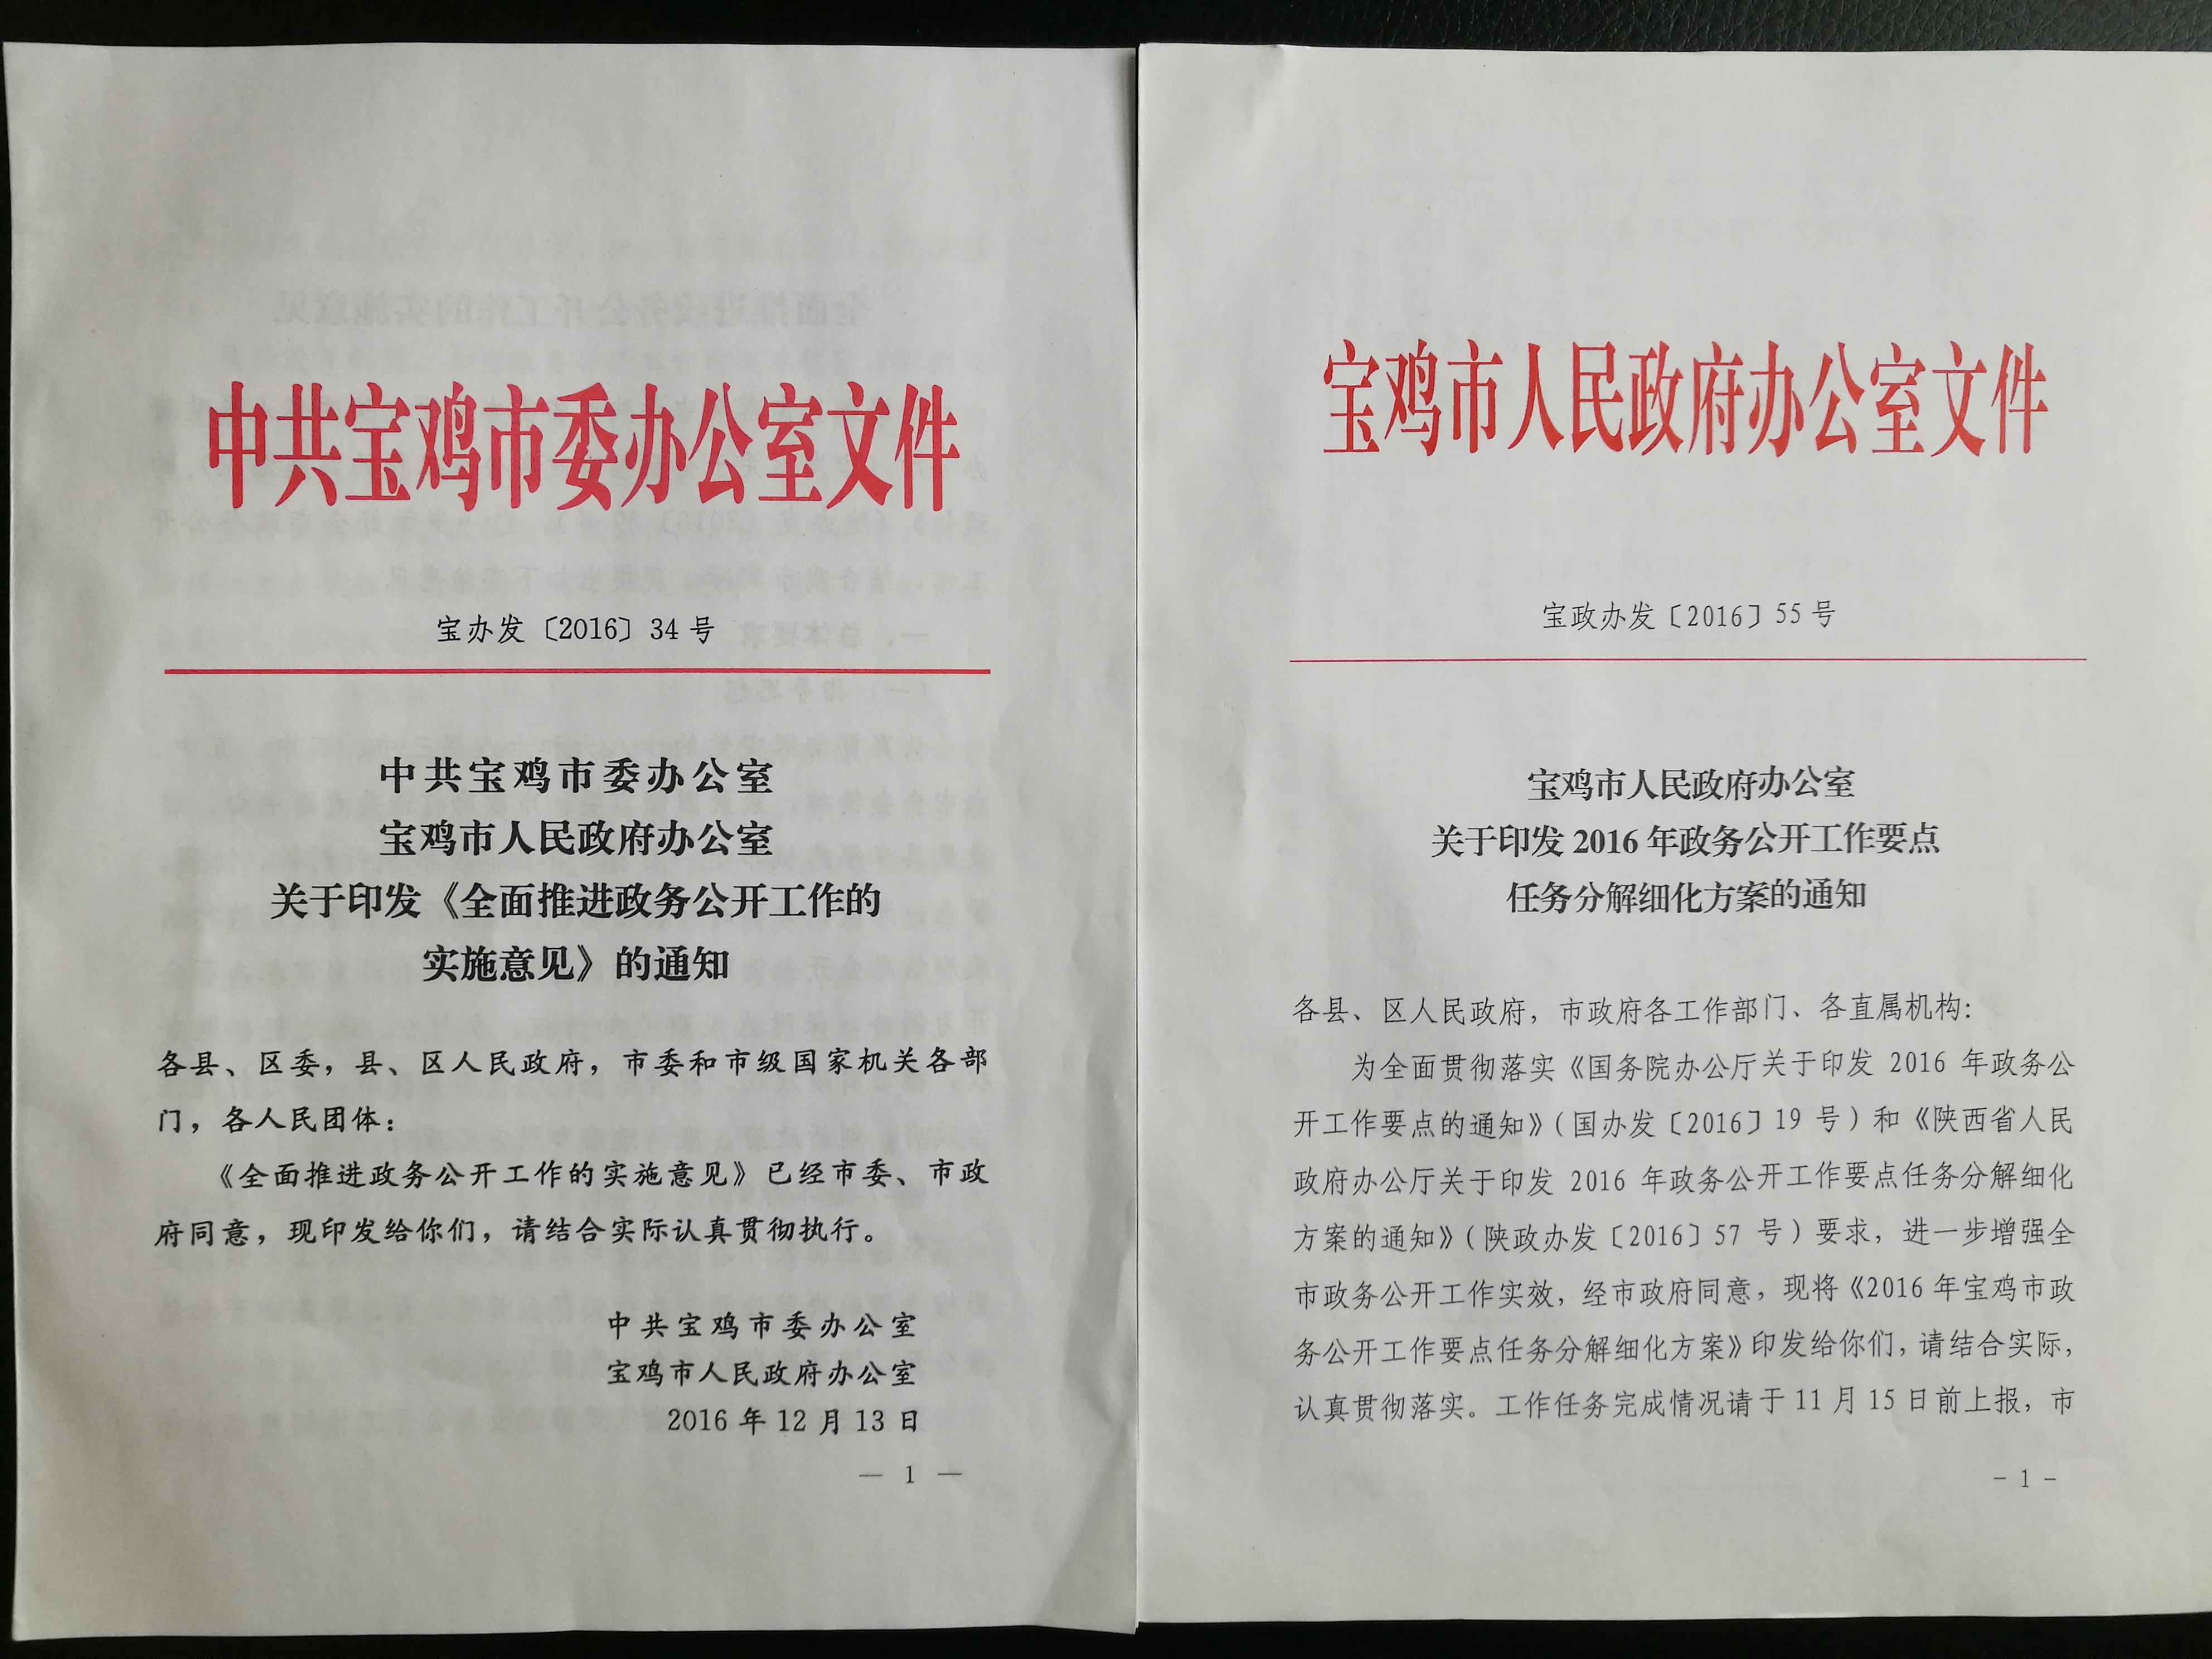 中共宝鸡市委办公室文件
宝办发〔2016〕34号
中共宝鸡市委办公室
宝鸡市人民政府办公室
关于印发《全面推进政务公开工作的
实施意见》的通知
各县、区委，县、区人民政府，市委和市级国家机关各部
门，各人民团体：
《全面推进政务公开工作的实施意见》已经市委、市政
府同意，现印发给你们，请结合实际认真贯彻执行。
中共宝鸡市委办公室
宝鸡市人民政府办公室
2016年12月13日
— 1 —
宝鸡市人民政府办公室文件
宝政办发〔2016〕55号
宝鸡市人民政府办公室
关于印发2016年政务公开工作要点
任务分解细化方案的通知
各县、区人民政府，市政府各工作部门、各直属机构：
为全面贯彻落实《国务院办公厅关于印发 2016 年政务公
开工作要点的通知》（国办发〔2016〕19号）和《陕西省人民
政府办公厅关于印发 2016 年政务公开工作要点任务分解细化
方案的通知》（陕政办发〔2016〕57号）要求，进一步增强全
市政务公开工作实效，经市政府同意，现将《2016年宝鸡市政
务公开工作要点任务分解细化方案》印发给你们，请结合实际，
认真贯彻落实。工作任务完成情况请于11月15日前上报，市
- 1 -